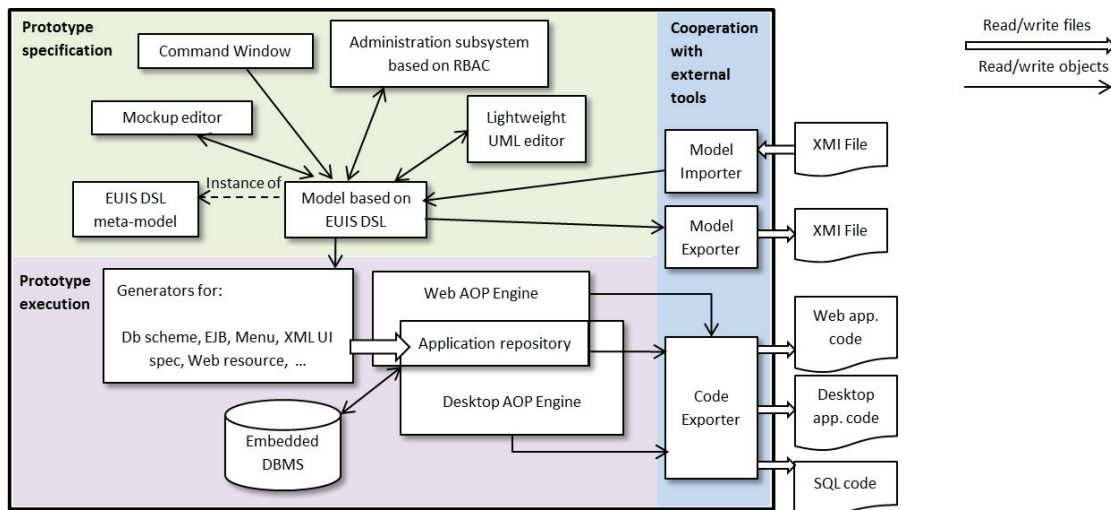 Prototype
specification
Command Window
Administration subsystem
based on RBAC
Cooperation
with
external
tools
Read/write files
Read/write objects
Mockup editor
Lightweight
UML editor
Model
Importer
XMI File
Instance of
EUIS DSL
meta-model
Model based on
EUIS DSL
Model
Exporter
XMI File
Prototype
execution
Generators for:
Db scheme, EJB, Menu, XML UI
spec, Web resource, ...
Web AOP Engine
Application repository
Desktop AOP Engine
Embedded
DBMS
Code
Exporter
Web app.
code
Desktop
app. code
SQL code